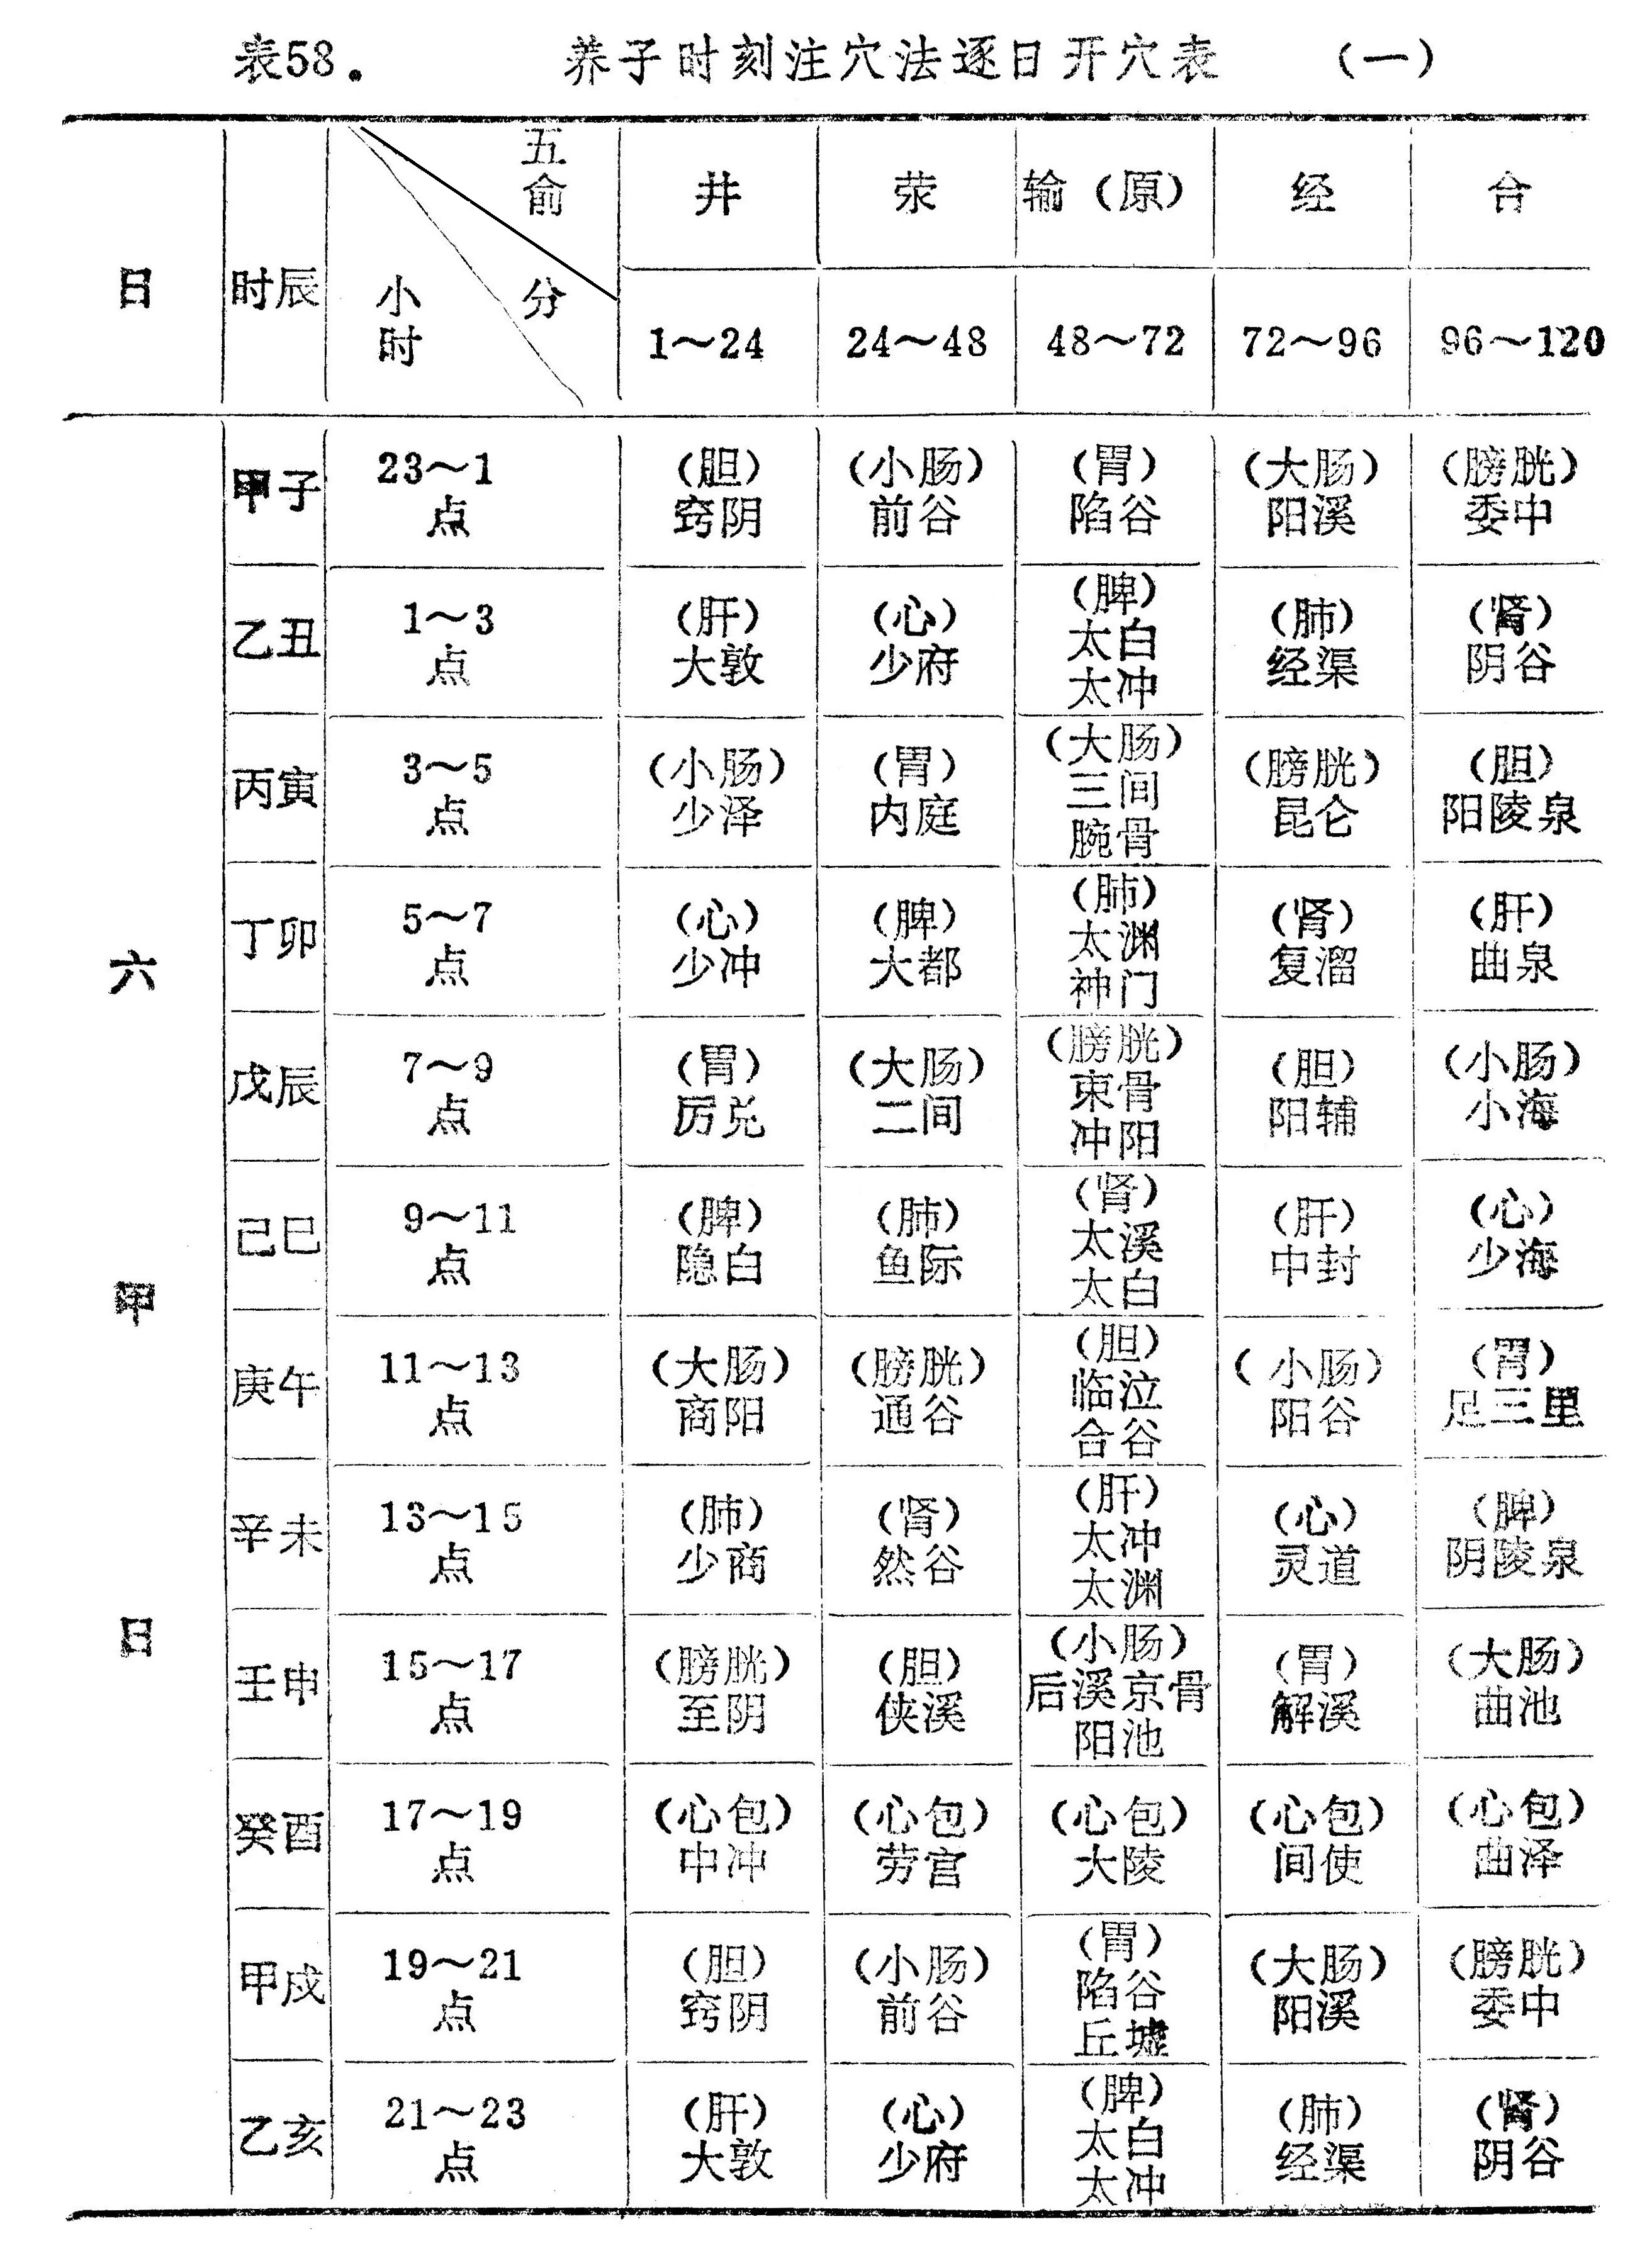 表58. 养子时刻注穴法逐日开穴表 (一)
日 时辰 小时 五俞 分 井 荥 输(原) 经 合
1～24 24～48 48～72 72～96 96～120
六甲日
甲子 23～1点 (胆)窍阴 (小肠)前谷 (胃)陷谷 (大肠)阳溪 (膀胱)委中
乙丑 1～3点 (肝)大敦 (心)少府 (脾)太白太冲 (肺)经渠 (肾)阴谷
丙寅 3～5点 (小肠)少泽 (胃)内庭 (大肠)三间腕骨 (膀胱)昆仑 (胆)阳陵泉
丁卯 5～7点 (心)少冲 (脾)大都 (肺)太渊神门 (肾)复溜 (肝)曲泉
戊辰 7～9点 (胃)厉兑 (大肠)二间 (膀胱)束骨冲阳 (胆)阳辅 (小肠)小海
己巳 9～11点 (脾)隐白 (肺)鱼际 (肾)太溪太白 (肝)中封 (心)少海
庚午 11～13点 (大肠)商阳 (膀胱)通谷 (胆)临泣合谷 (小肠)阳谷 (胃)足三里
辛未 13～15点 (肺)少商 (肾)然谷 (肝)太冲太渊 (心)灵道 (脾)阴陵泉
壬申 15～17点 (膀胱)至阴 (胆)侠溪 (小肠)后溪京骨阳池 (胃)解溪 (大肠)曲池
癸酉 17～19点 (心包)中冲 (心包)劳宫 (心包)大陵 (心包)间使 (心包)曲泽
甲戌 19～21点 (胆)窍阴 (小肠)前谷 (胃)陷谷丘墟 (大肠)阳溪 (膀胱)委中
乙亥 21～23点 (肝)大敦 (心)少府 (脾)太白太冲 (肺)经渠 (肾)阴谷